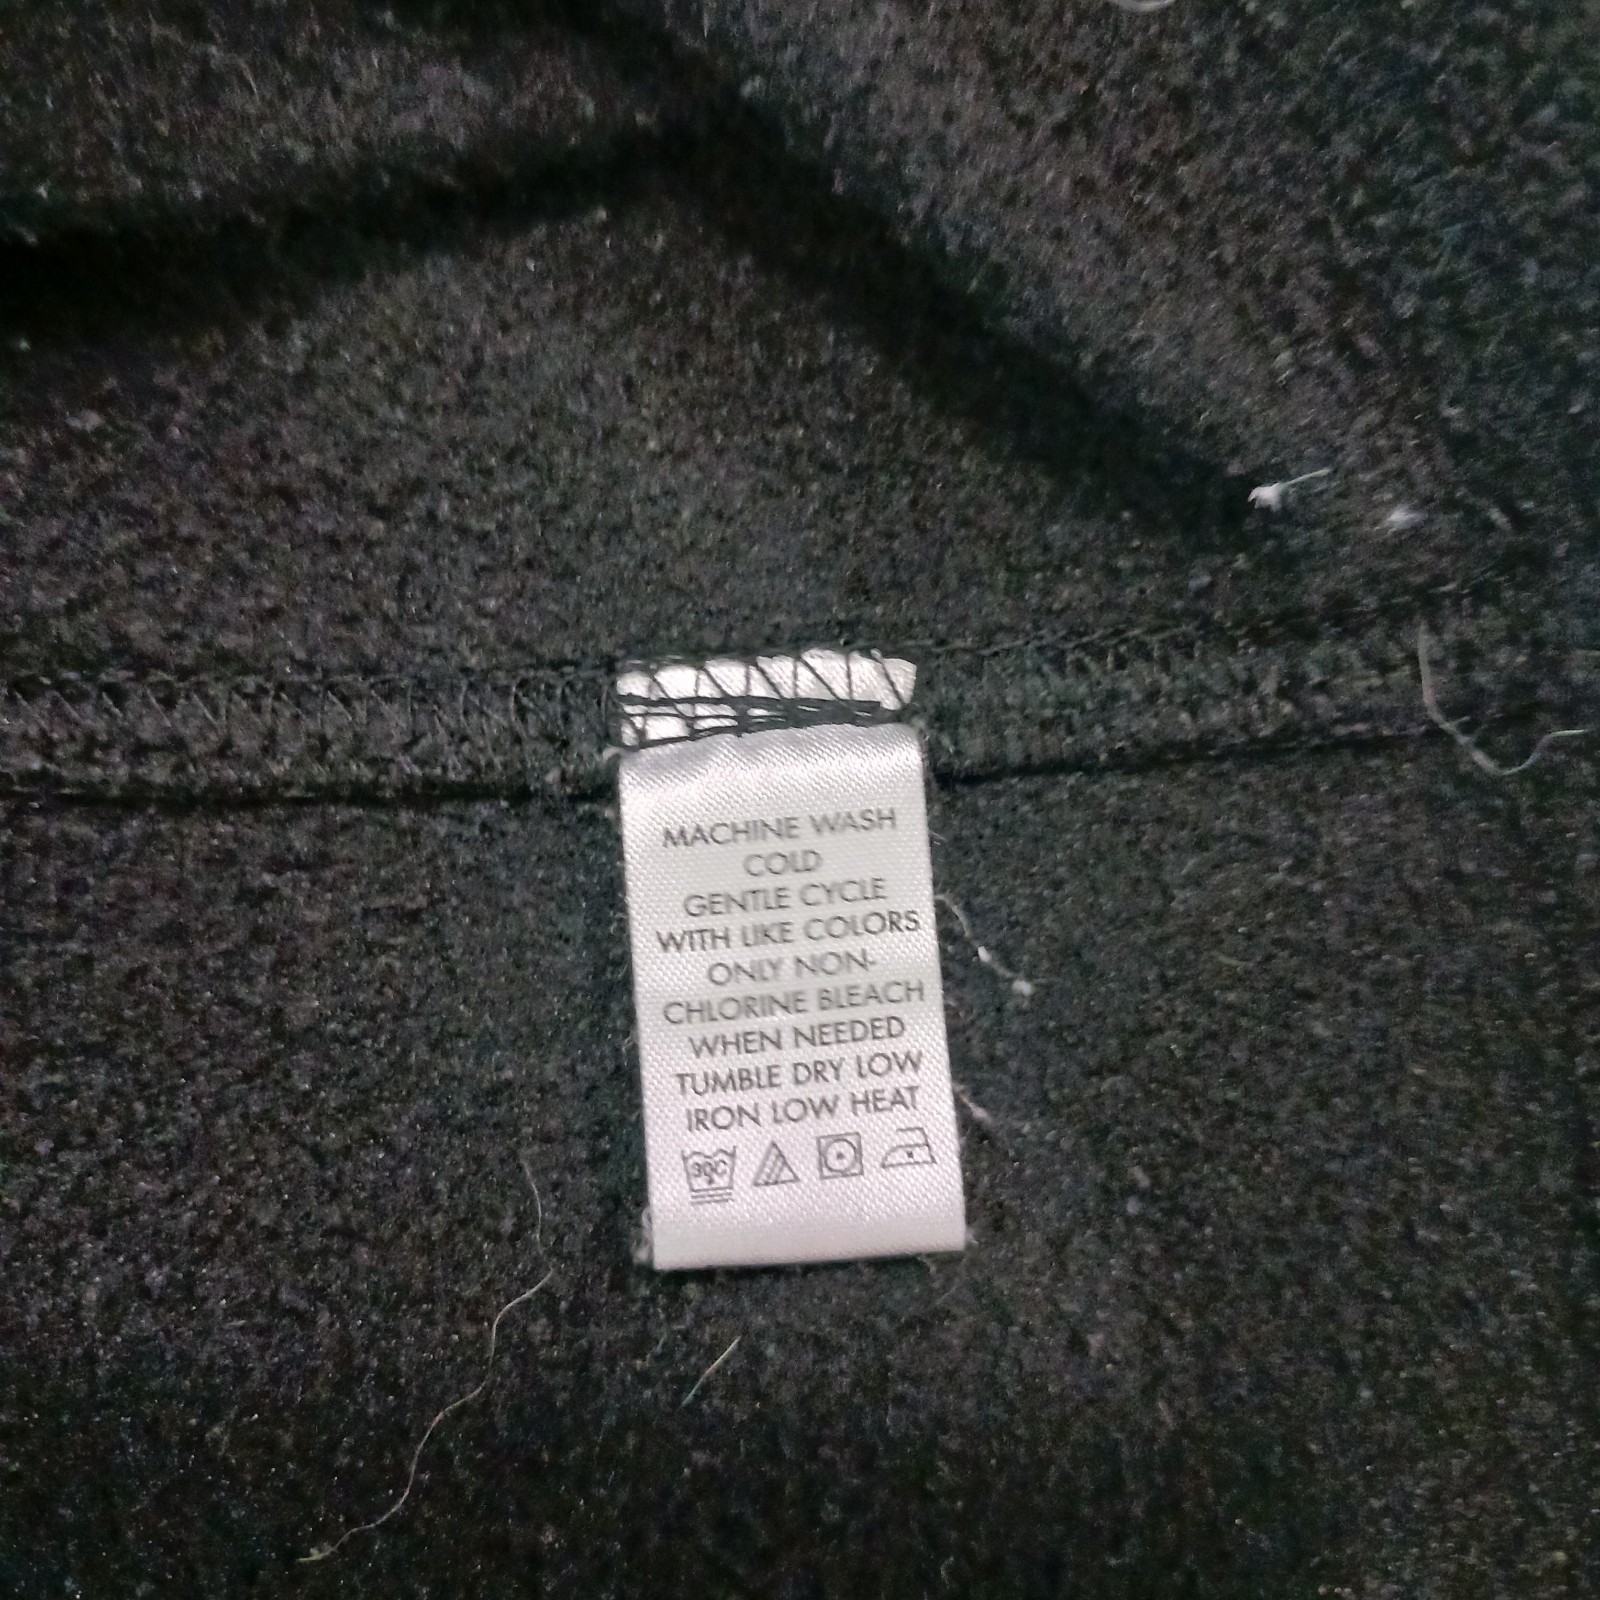 MACHINE WASH
COLD
GENTLE CYCLE
WITH LIKE COLORS
ONLY NON-
CHLORINE BLEACH
WHEN NEEDED
TUMBLE DRY LOW
IRON LOW HEAT
30C